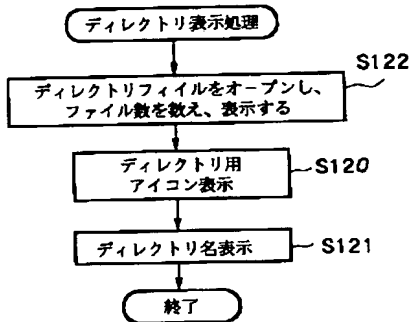 ディレクトリ表示処理
S122
ディレクトリフィイルをオープンし、
ファイル数を数え、表示する
ディレクトリ用
アイコン表示
S120
ディレクトリ名表示
S121
終了